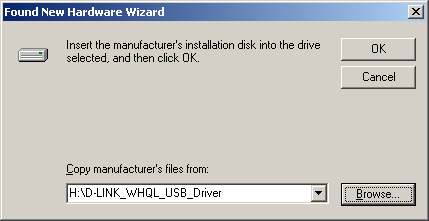 Found New Hardware Wizard
Insert the manufacturer's installation disk into the drive
selected, and then click OK.
OK
Cancel
Copy manufacturer's files from:
H:\D-LINK_WHQL_USB_Driver
Browse...